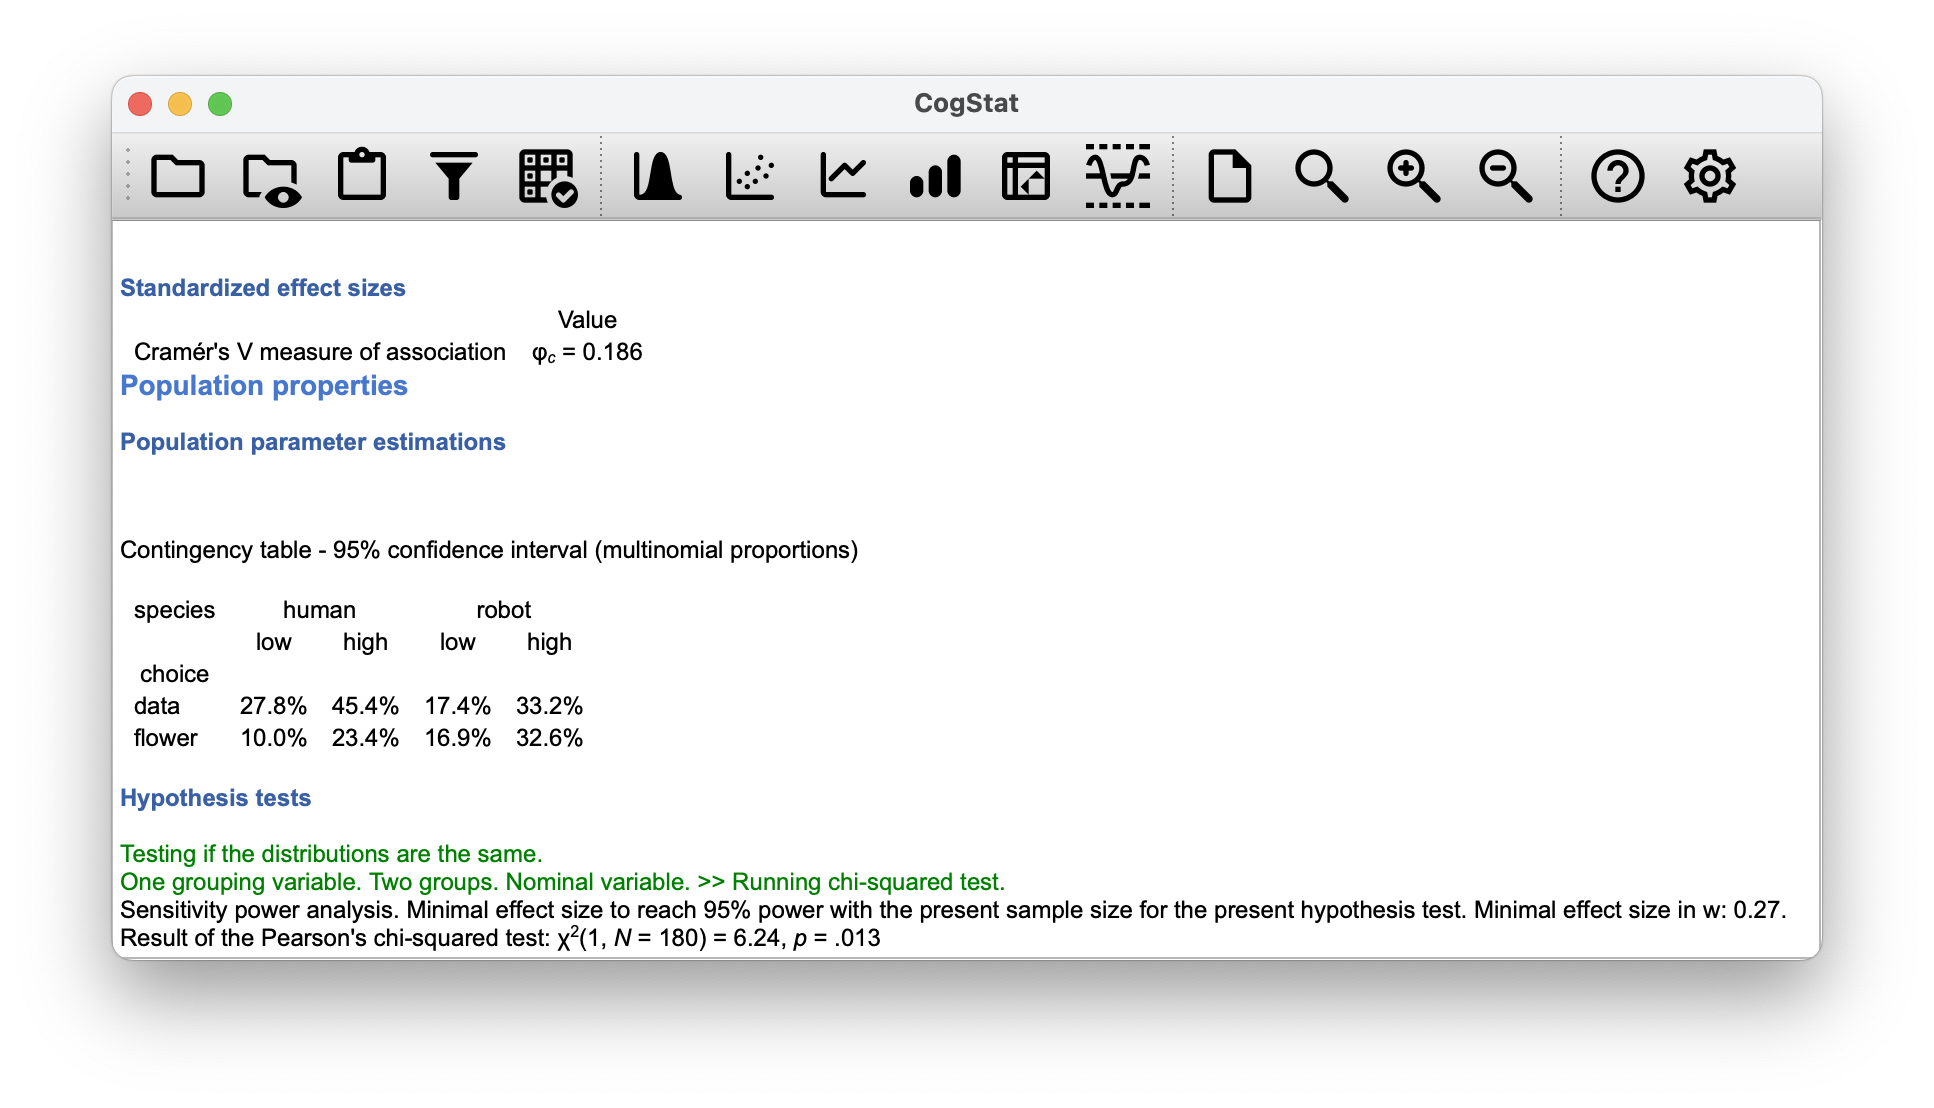 CogStat
Standardized effect sizes
Value
Cramér's V measure of association φc = 0.186
Population properties
Population parameter estimations
Contingency table - 95% confidence interval (multinomial proportions)
species human robot
low high low high
choice
data 27.8% 45.4% 17.4% 33.2%
flower 10.0% 23.4% 16.9% 32.6%
Hypothesis tests
Testing if the distributions are the same.
One grouping variable. Two groups. Nominal variable. >> Running chi-squared test.
Sensitivity power analysis. Minimal effect size to reach 95% power with the present sample size for the present hypothesis test. Minimal effect size in w: 0.27.
Result of the Pearson's chi-squared test: χ²(1, N = 180) = 6.24, p = .013